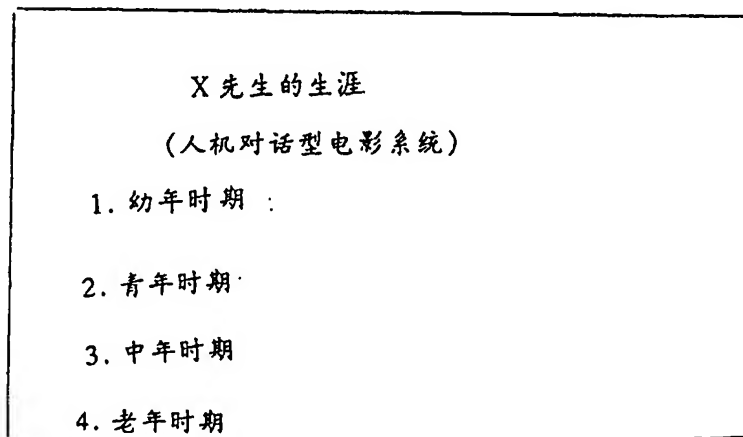 X 先生的生涯
(人机对话型电影系统)
1. 幼年时期 :
2. 青年时期
3. 中年时期
4. 老年时期